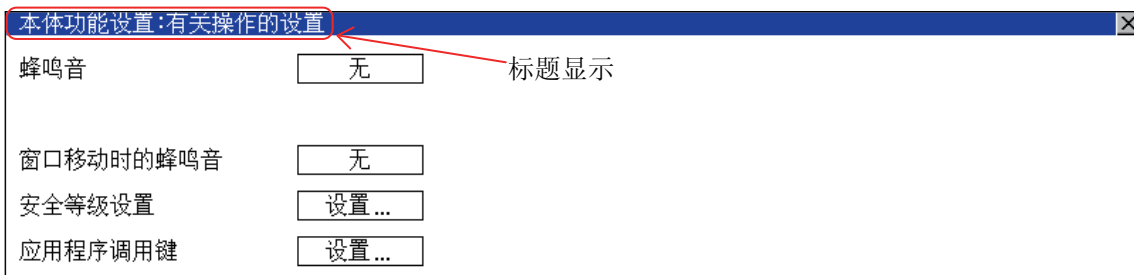 本体功能设置:有关操作的设置
蜂鸣音 无 标题显示
窗口移动时的蜂鸣音 无
安全等级设置 设置...
应用程序调用键 设置...